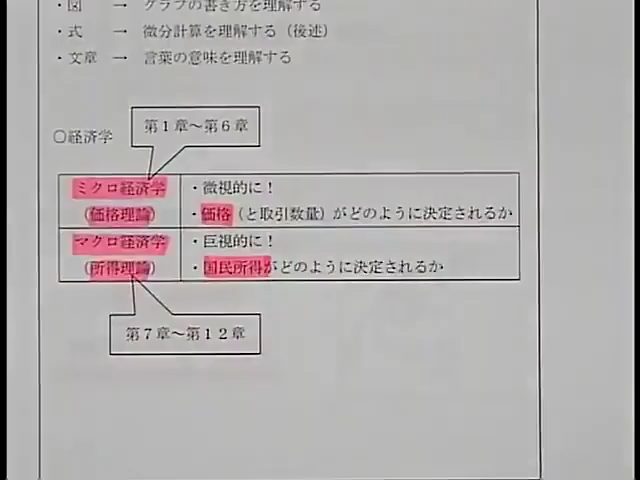 ・図 → グラフの書き方を理解する
・式 → 微分計算を理解する（後述）
・文章 → 言葉の意味を理解する
第１章～第６章
○経済学
ミクロ経済学
（価格理論）
・微視的に！
・価格（と取引数量）がどのように決定されるか
マクロ経済学
（所得理論）
・巨視的に！
・国民所得がどのように決定されるか
第７章～第１２章